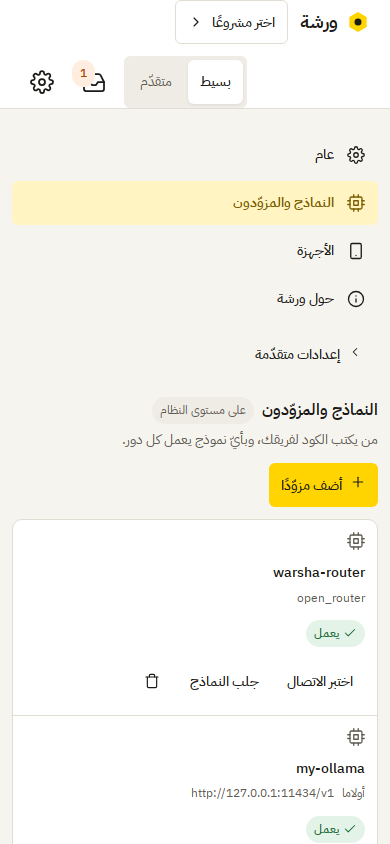 ورشة
اختر مشروعًا
بسيط
متقدّم
1
عام
النماذج والمزوّدون
الأجهزة
حول ورشة
إعدادات متقدّمة
النماذج والمزوّدون على مستوى النظام
من يكتب الكود لفريقك، وبأيّ نموذج يعمل كل دور.
أضف مزوّدًا
warsha-router
open_router
يعمل
اختبر الاتصال جلب النماذج
my-ollama
أولاما http://127.0.0.1:11434/v1
يعمل